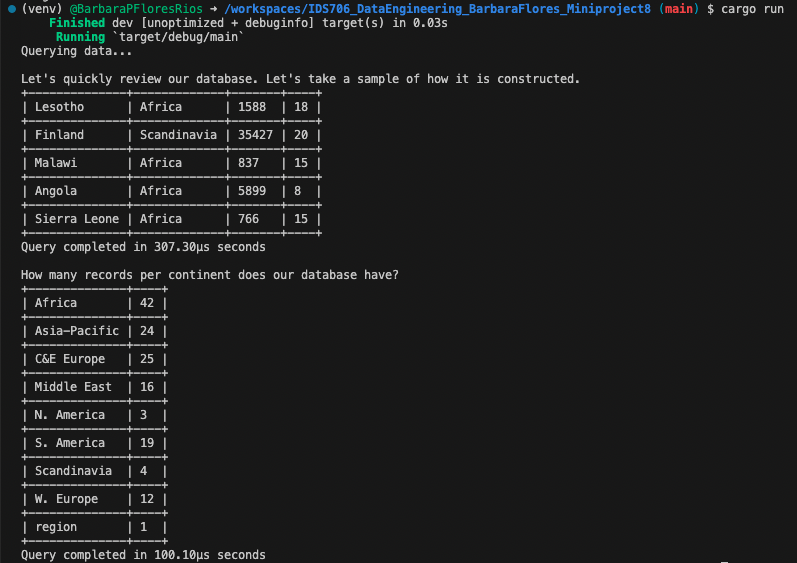 (venv) @BarbaraPFloresRios → /workspaces/IDS706_DataEngineering_BarbaraFlores_Miniproject8 (main) $ cargo run
Finished dev [unoptimized + debuginfo] target(s) in 0.03s
Running `target/debug/main`
Querying data...
Let's quickly review our database. Let's take a sample of how it is constructed.
| Lesotho | Africa | 1588 | 18 |
| Finland | Scandinavia | 35427 | 20 |
| Malawi | Africa | 837 | 15 |
| Angola | Africa | 5899 | 8 |
| Sierra Leone | Africa | 766 | 15 |
Query completed in 307.30µs seconds
How many records per continent does our database have?
| Africa | 42 |
| Asia-Pacific | 24 |
| C&E Europe | 25 |
| Middle East | 16 |
| N. America | 3 |
| S. America | 19 |
| Scandinavia | 4 |
| W. Europe | 12 |
| region | 1 |
Query completed in 100.10µs seconds